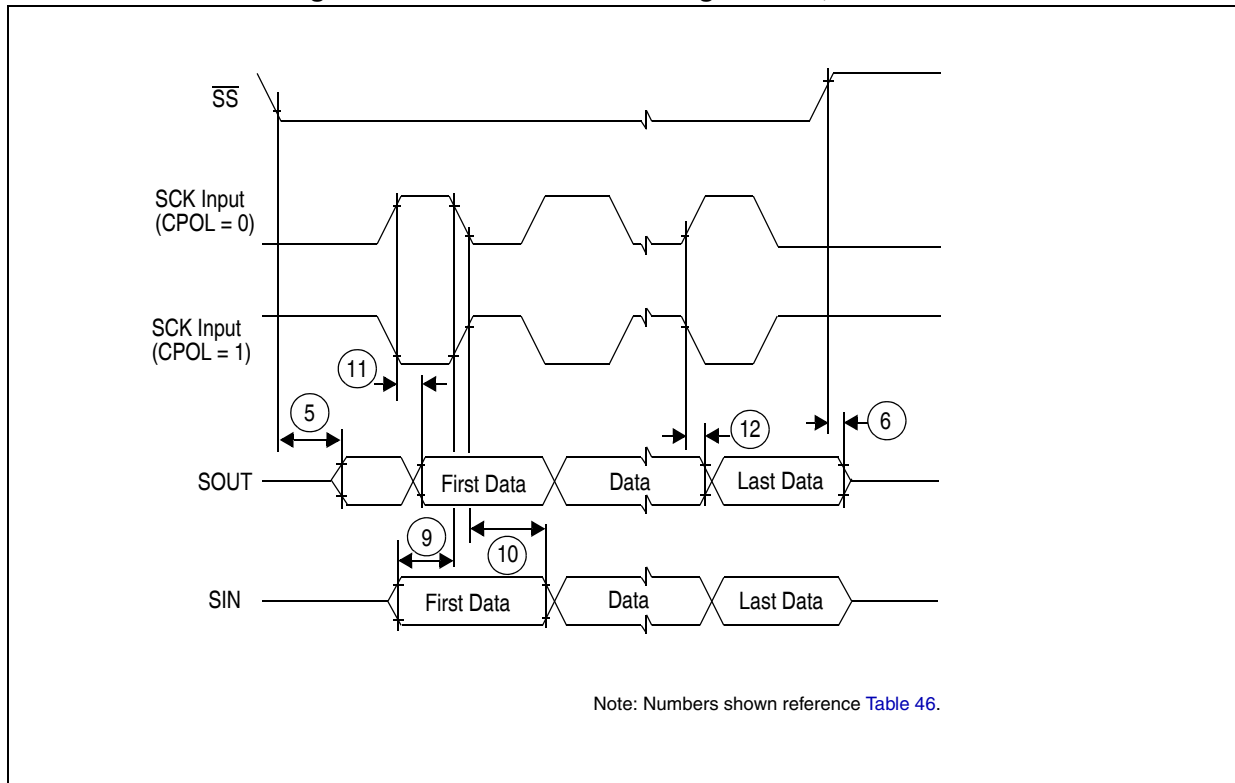 SS
SCK Input
(CPOL = 0)
SCK Input
(CPOL = 1)
11
5
12
6
SOUT
First Data
Data
Last Data
9
10
SIN
First Data
Data
Last Data
Note: Numbers shown reference Table 46.